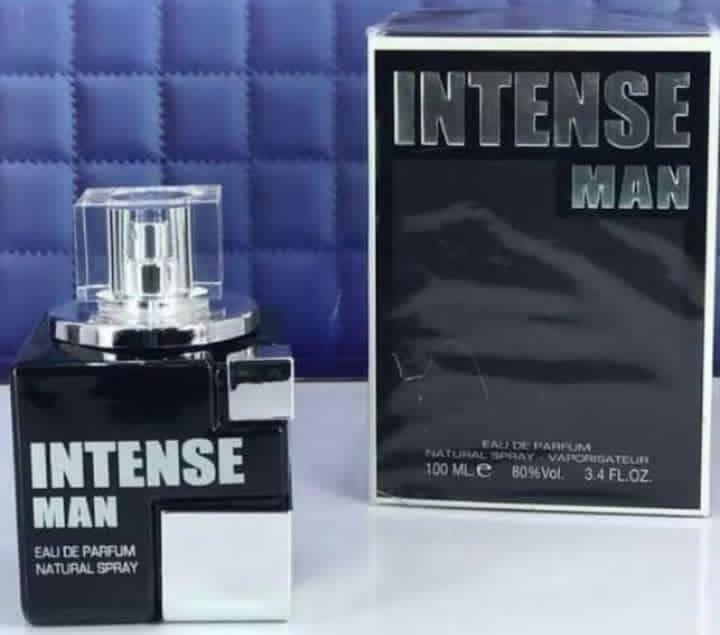 INTENSE
MAN
EAU DE PARFUM
NATURAL SPRAY
INTENSE
MAN
EAU DE PARFUM
NATURAL SPRAY - VAPORISATEUR
100 ML.e 80%Vol. 3.4 FL.OZ.